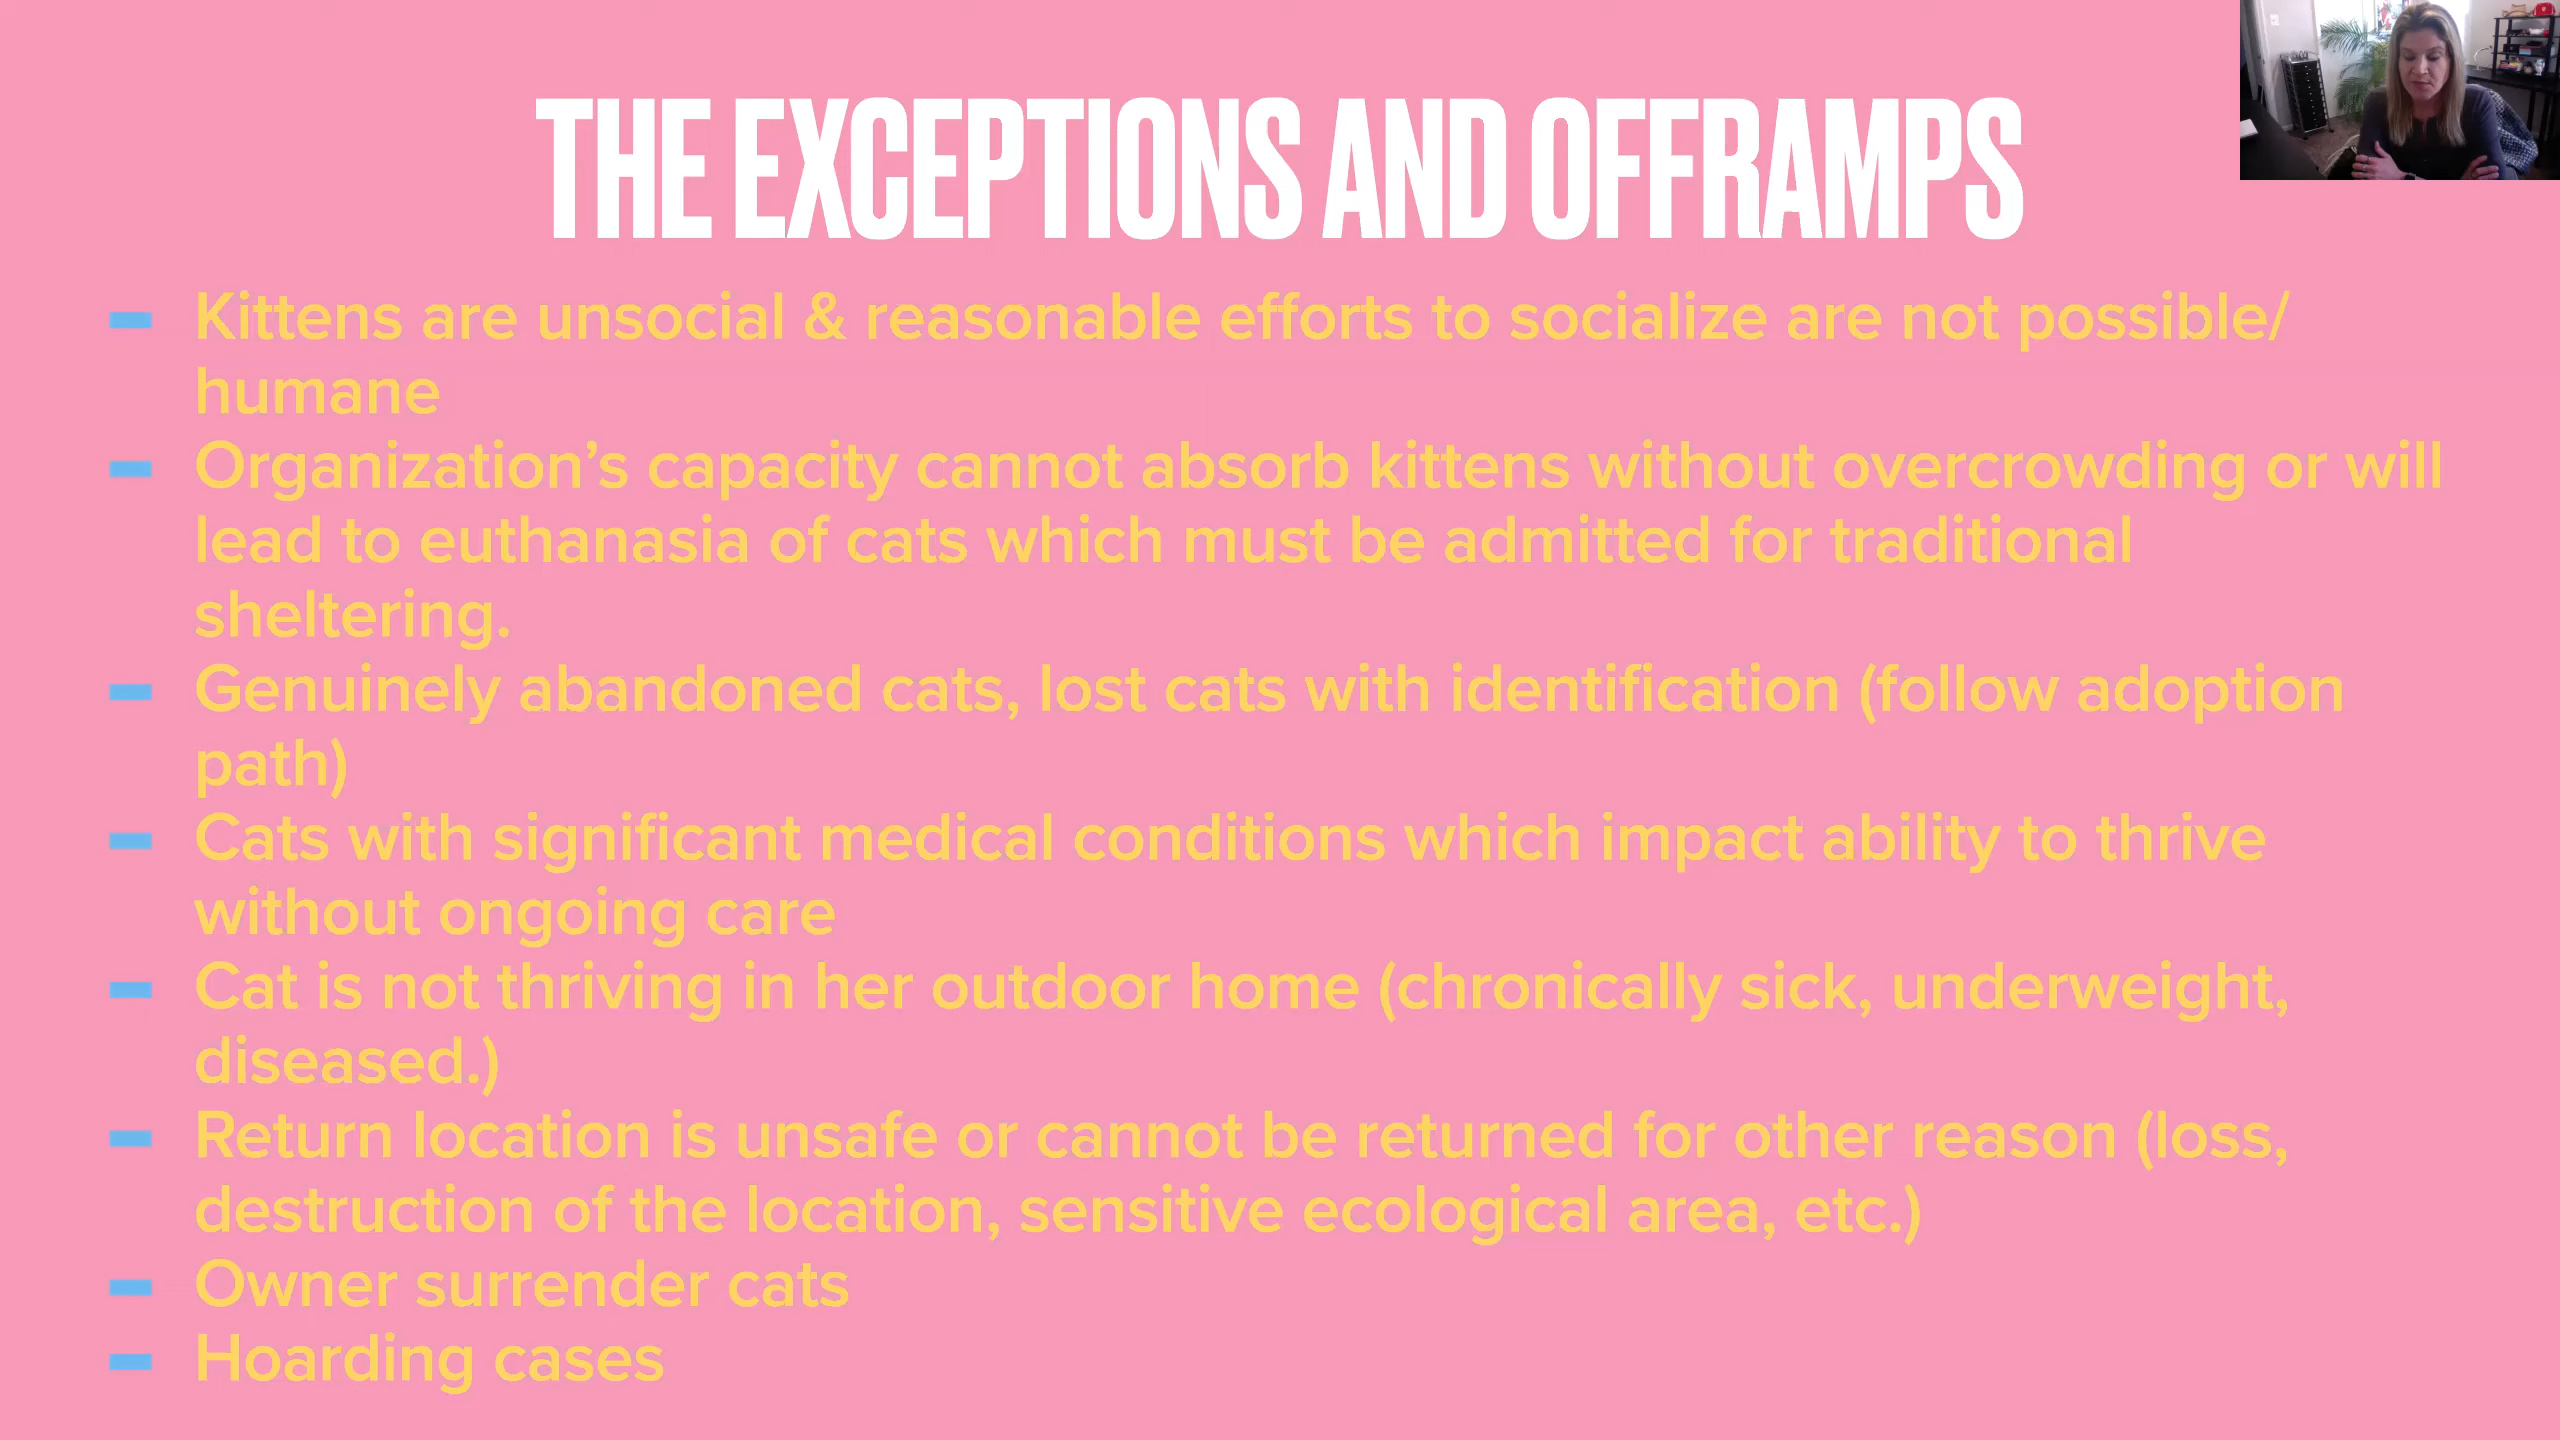 THE EXCEPTIONS AND OFFRAMPS
- Kittens are unsocial & reasonable efforts to socialize are not possible/
humane
- Organization’s capacity cannot absorb kittens without overcrowding or will
lead to euthanasia of cats which must be admitted for traditional
sheltering.
- Genuinely abandoned cats, lost cats with identification (follow adoption
path)
- Cats with significant medical conditions which impact ability to thrive
without ongoing care
- Cat is not thriving in her outdoor home (chronically sick, underweight,
diseased.)
- Return location is unsafe or cannot be returned for other reason (loss,
destruction of the location, sensitive ecological area, etc.)
- Owner surrender cats
- Hoarding cases